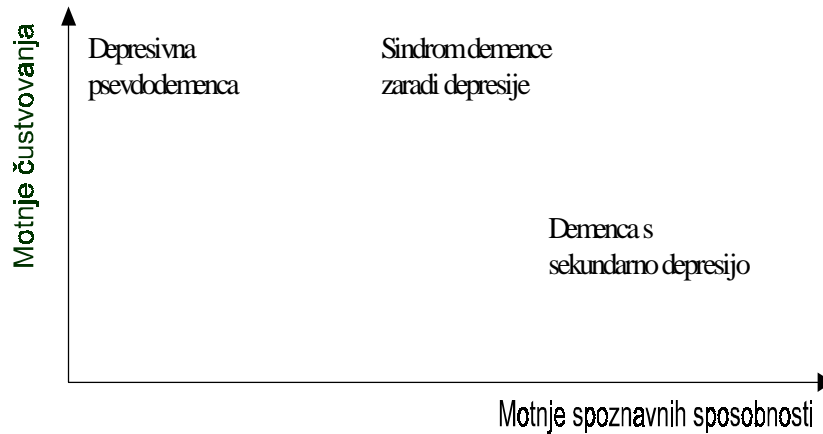 Motnje čustvovanja
Depresivna
psevdodemenca
Sindrom demence
zaradi depresije
Demenca s
sekundarno depresijo
Motnje spoznavnih sposobnosti